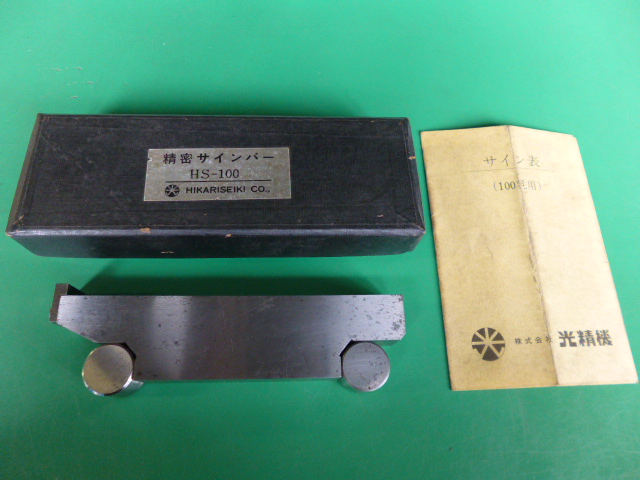 精密サインバー
HS-100
HIKARISEIKI CO.,
サイン表
(100粍用)
株式会社 光精機